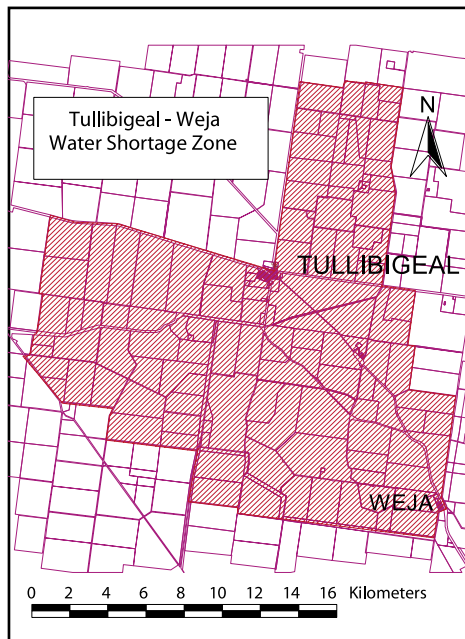 Tullibigeal - Weja
Water Shortage Zone
N
TULLIBIGEAL
WEJA
0 2 4 6 8 10 12 14 16 Kilometers